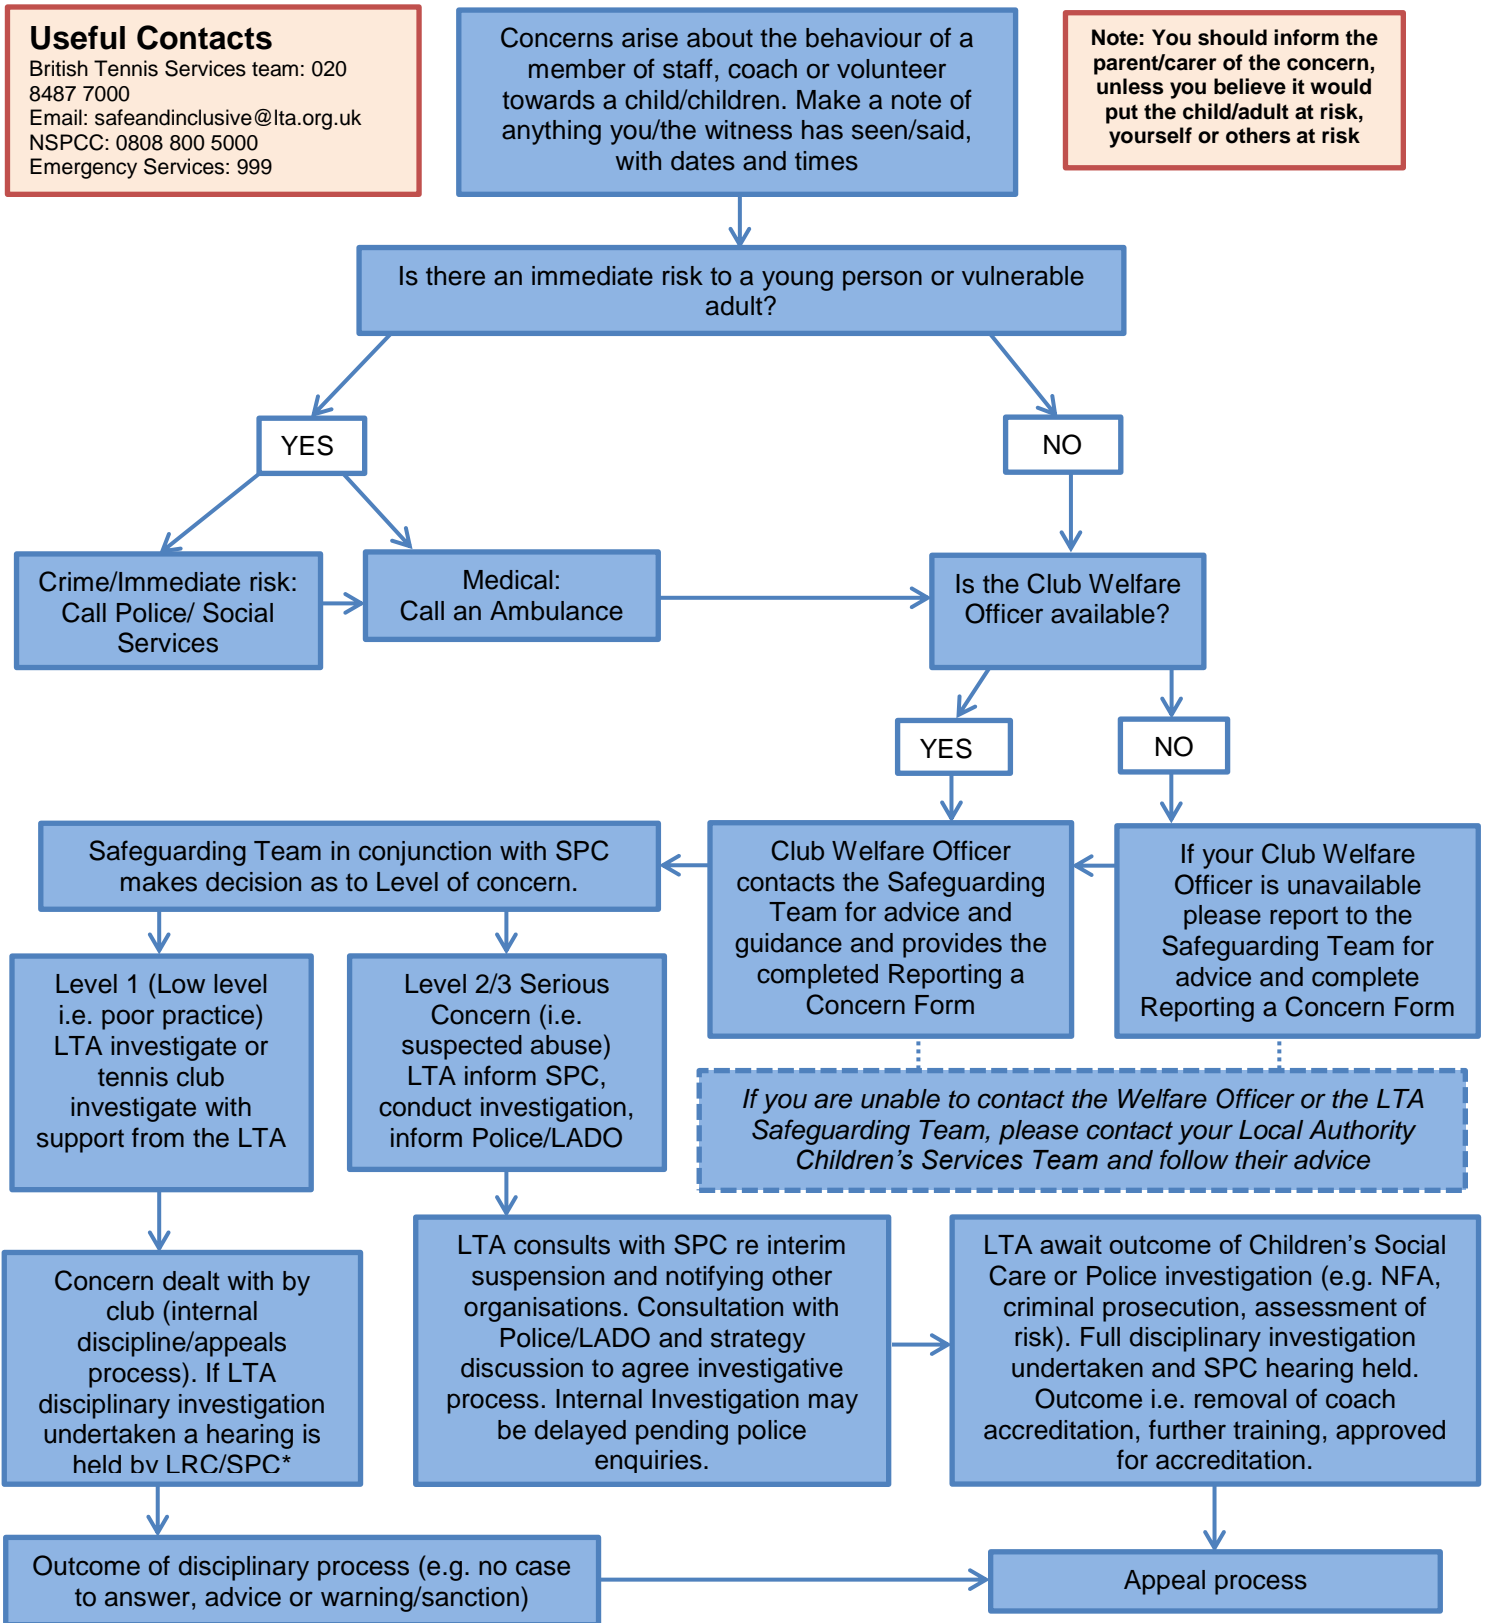 Useful Contacts
British Tennis Services team: 020
8487 7000
Email: safeandinclusive@lta.org.uk
NSPCC: 0808 800 5000
Emergency Services: 999
Concerns arise about the behaviour of a
member of staff, coach or volunteer
towards a child/children. Make a note of
anything you/the witness has seen/said,
with dates and times
Note: You should inform the
parent/carer of the concern,
unless you believe it would
put the child/adult at risk,
yourself or others at risk
Is there an immediate risk to a young person or vulnerable
adult?
YES
NO
Crime/Immediate risk:
Call Police/ Social
Services
Medical:
Call an Ambulance
Is the Club Welfare
Officer available?
YES
NO
Safeguarding Team in conjunction with SPC
makes decision as to Level of concern.
Club Welfare Officer
contacts the Safeguarding
Team for advice and
guidance and provides the
completed Reporting a
Concern Form
If your Club Welfare
Officer is unavailable
please report to the
Safeguarding Team for
advice and complete
Reporting a Concern Form
Level 1 (Low level
i.e. poor practice)
LTA investigate or
tennis club
investigate with
support from the LTA
Level 2/3 Serious
Concern (i.e.
suspected abuse)
LTA inform SPC,
conduct investigation,
inform Police/LADO
If you are unable to contact the Welfare Officer or the LTA
Safeguarding Team, please contact your Local Authority
Children's Services Team and follow their advice
Concern dealt with by
club (internal
discipline/appeals
process). If LTA
disciplinary investigation
undertaken a hearing is
held by LRC/SPC*
LTA consults with SPC re interim
suspension and notifying other
organisations. Consultation with
Police/LADO and strategy
discussion to agree investigative
process. Internal Investigation may
be delayed pending police
enquiries.
LTA await outcome of Children's Social
Care or Police investigation (e.g. NFA,
criminal prosecution, assessment of
risk). Full disciplinary investigation
undertaken and SPC hearing held.
Outcome i.e. removal of coach
accreditation, further training, approved
for accreditation.
Outcome of disciplinary process (e.g. no case
to answer, advice or warning/sanction)
Appeal process